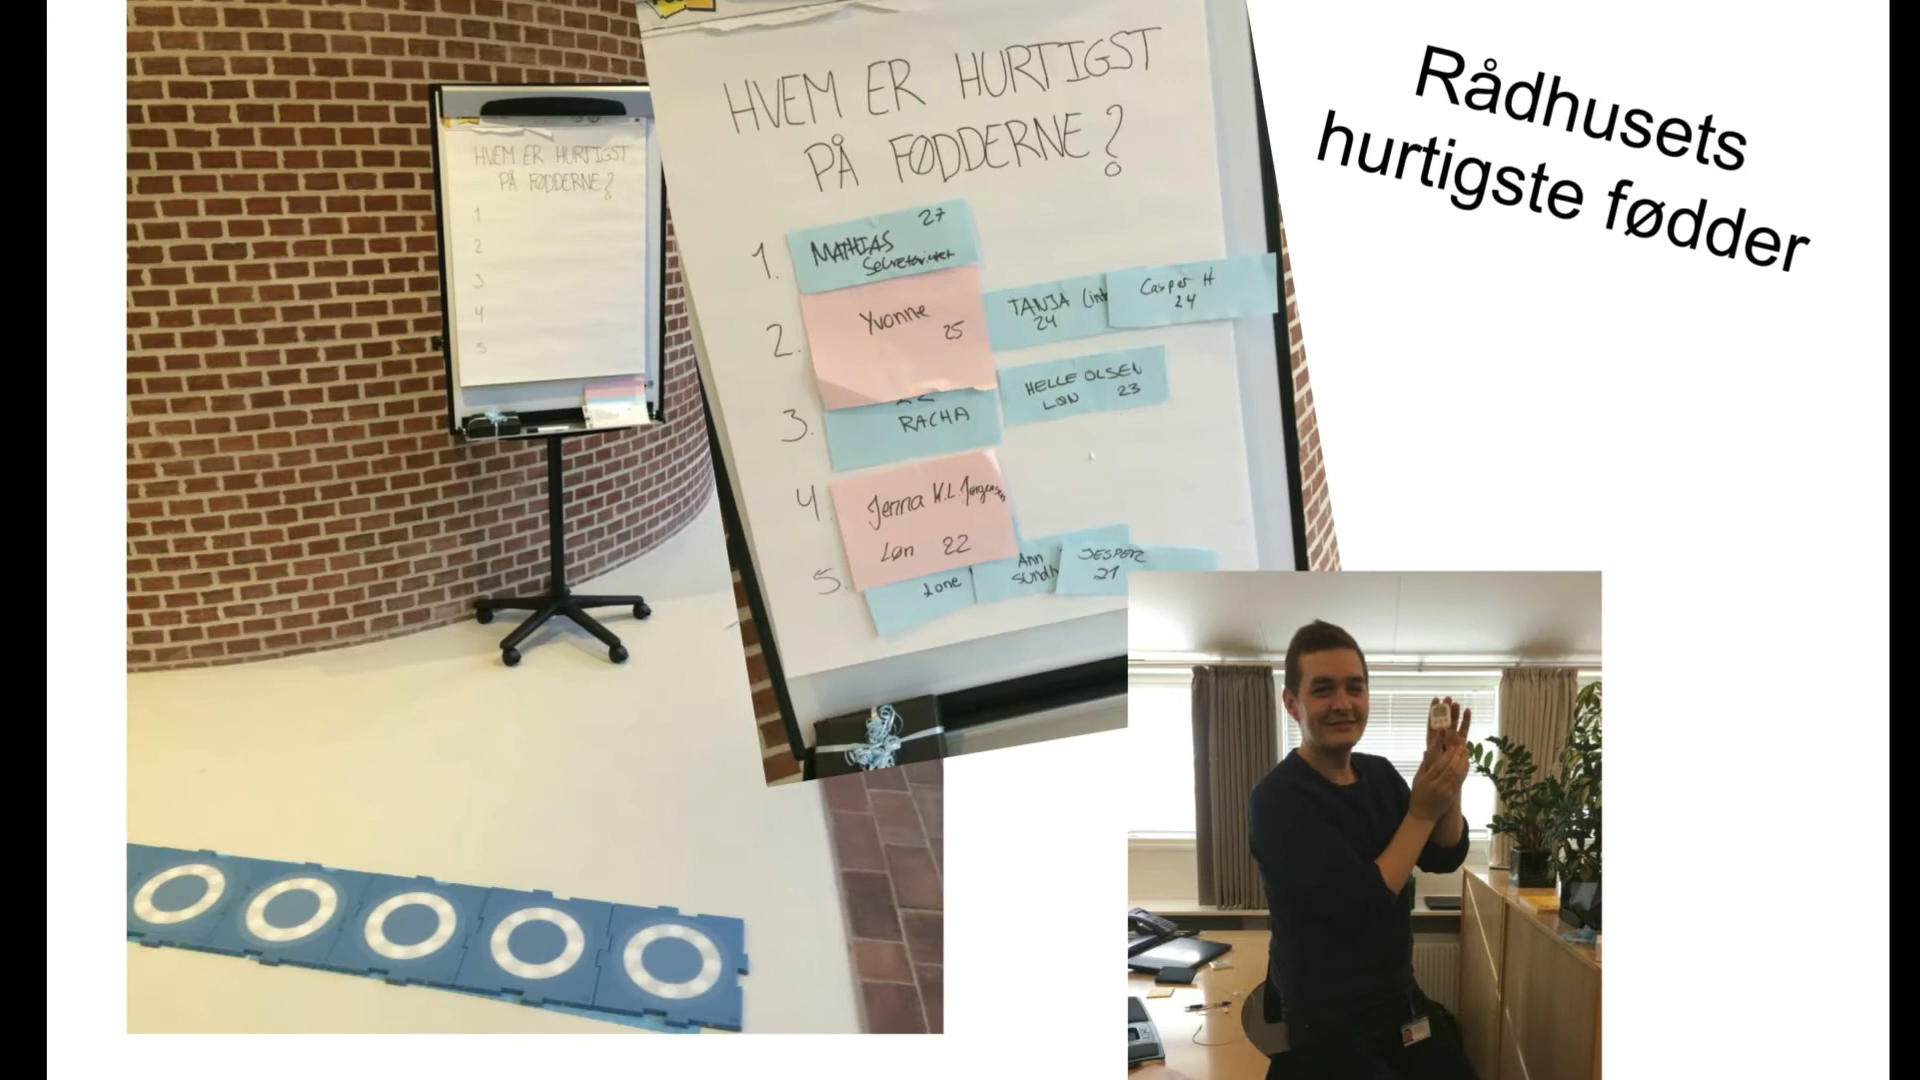 HVEM ER HURTIGST
PÅ FØDDERNE?
1
2
3
4
5
HVEM ER HURTIGST
PÅ FØDDERNE?
1. MATHIAS 27
Sekretariatet
2. Yvonne 25
TANJA
24
Casper H
24
3. RACHA
HELLE OLSEN
LØN 23
4. Jenna K.L. Jørgensen
Løn 22
5. Lone
Ann
JESPER
21
Rådhusets
hurtigste fødder